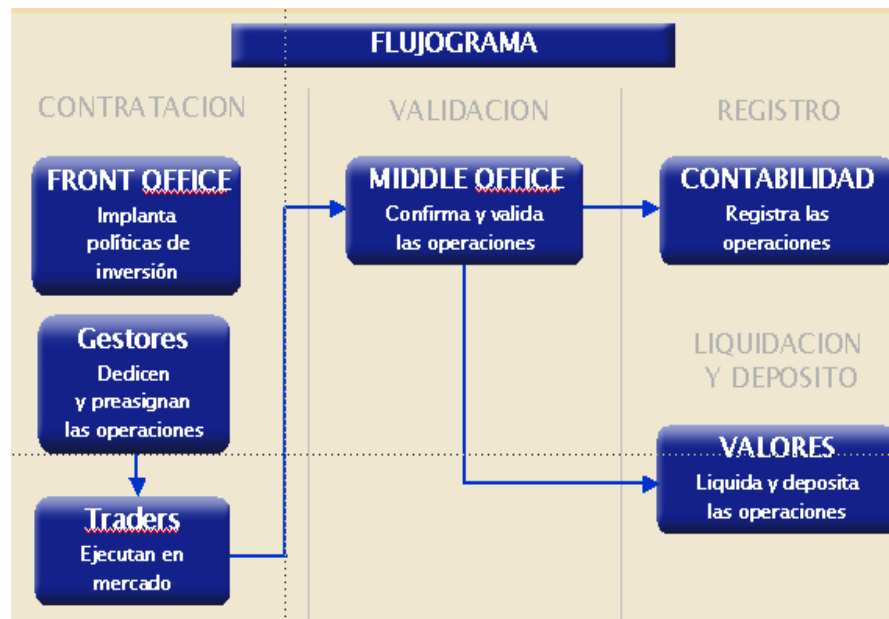 FLUJOGRAMA
CONTRATACION
FRONT OFFICE
Implanta
políticas de
inversión
Gestores
Dedicen
y preasignan
las operaciones
Traders
Ejecutan en
mercado
VALIDACION
MIDDLE OFFICE
Confirma y valida
las operaciones
REGISTRO
CONTABILIDAD
Registra las
operaciones
LIQUIDACION
Y DEPOSITO
VALORES
Liquida y deposita
las operaciones